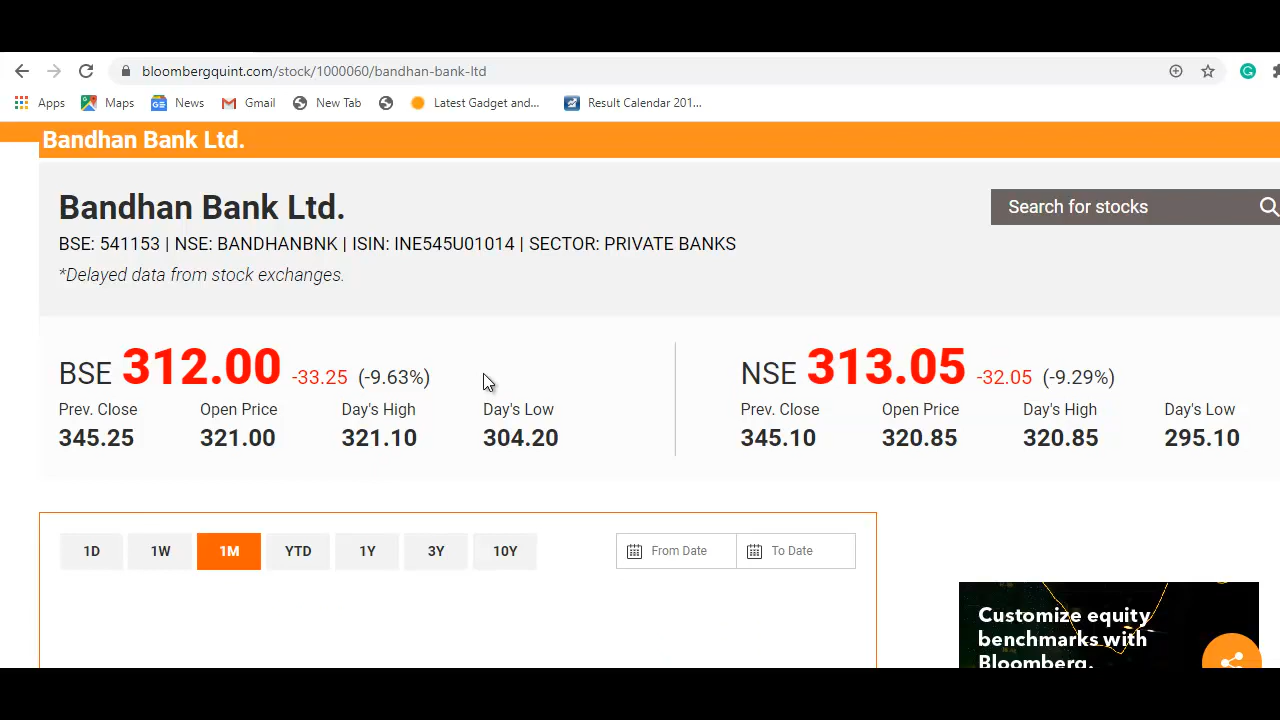 bloombergquint.com/stock/1000060/bandhan-bank-ltd
Apps Maps News Gmail New Tab Latest Gadget and... Result Calendar 201...
Bandhan Bank Ltd.
Bandhan Bank Ltd.
Search for stocks
BSE: 541153 | NSE: BANDHANBNK | ISIN: INE545U01014 | SECTOR: PRIVATE BANKS
*Delayed data from stock exchanges.
BSE 312.00 -33.25 (-9.63%)
Prev. Close Open Price Day's High Day's Low
345.25 321.00 321.10 304.20
NSE 313.05 -32.05 (-9.29%)
Prev. Close Open Price Day's High Day's Low
345.10 320.85 320.85 295.10
1D 1W 1M YTD 1Y 3Y 10Y From Date To Date
Customize equity
benchmarks with
Bloomberg.